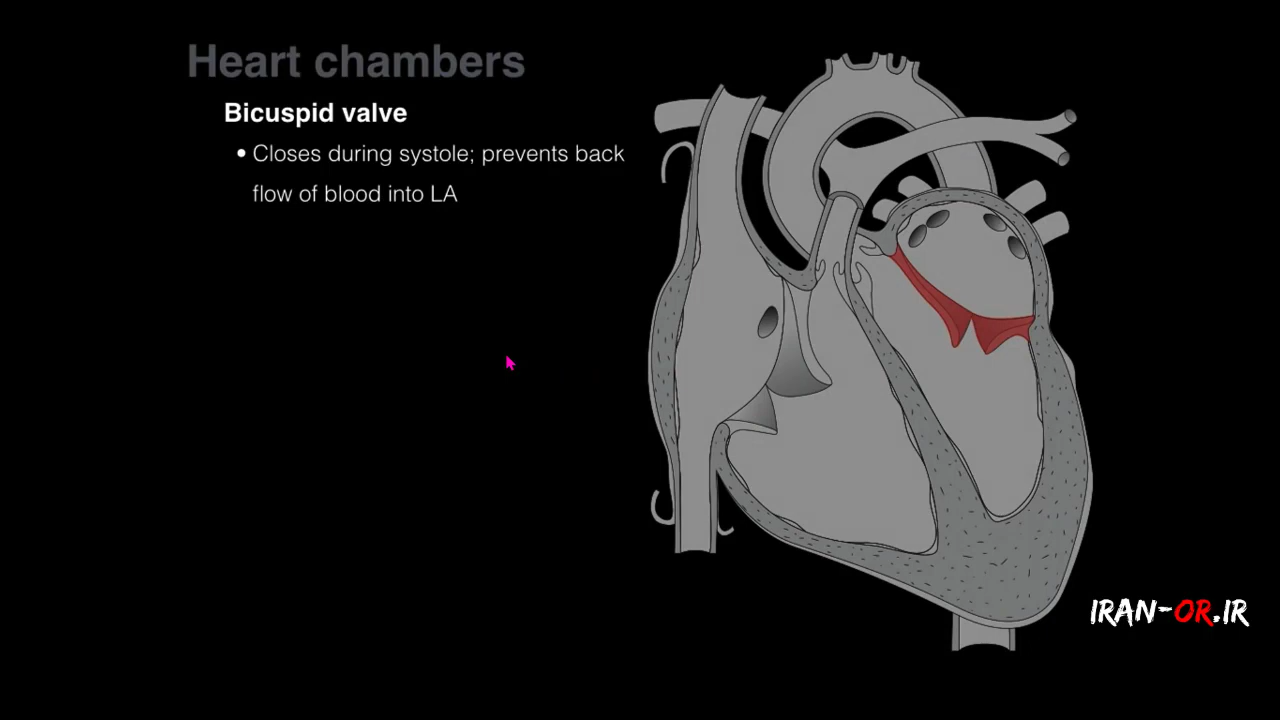 Heart chambers
Bicuspid valve
• Closes during systole; prevents back
flow of blood into LA
IRAN-OR.IR